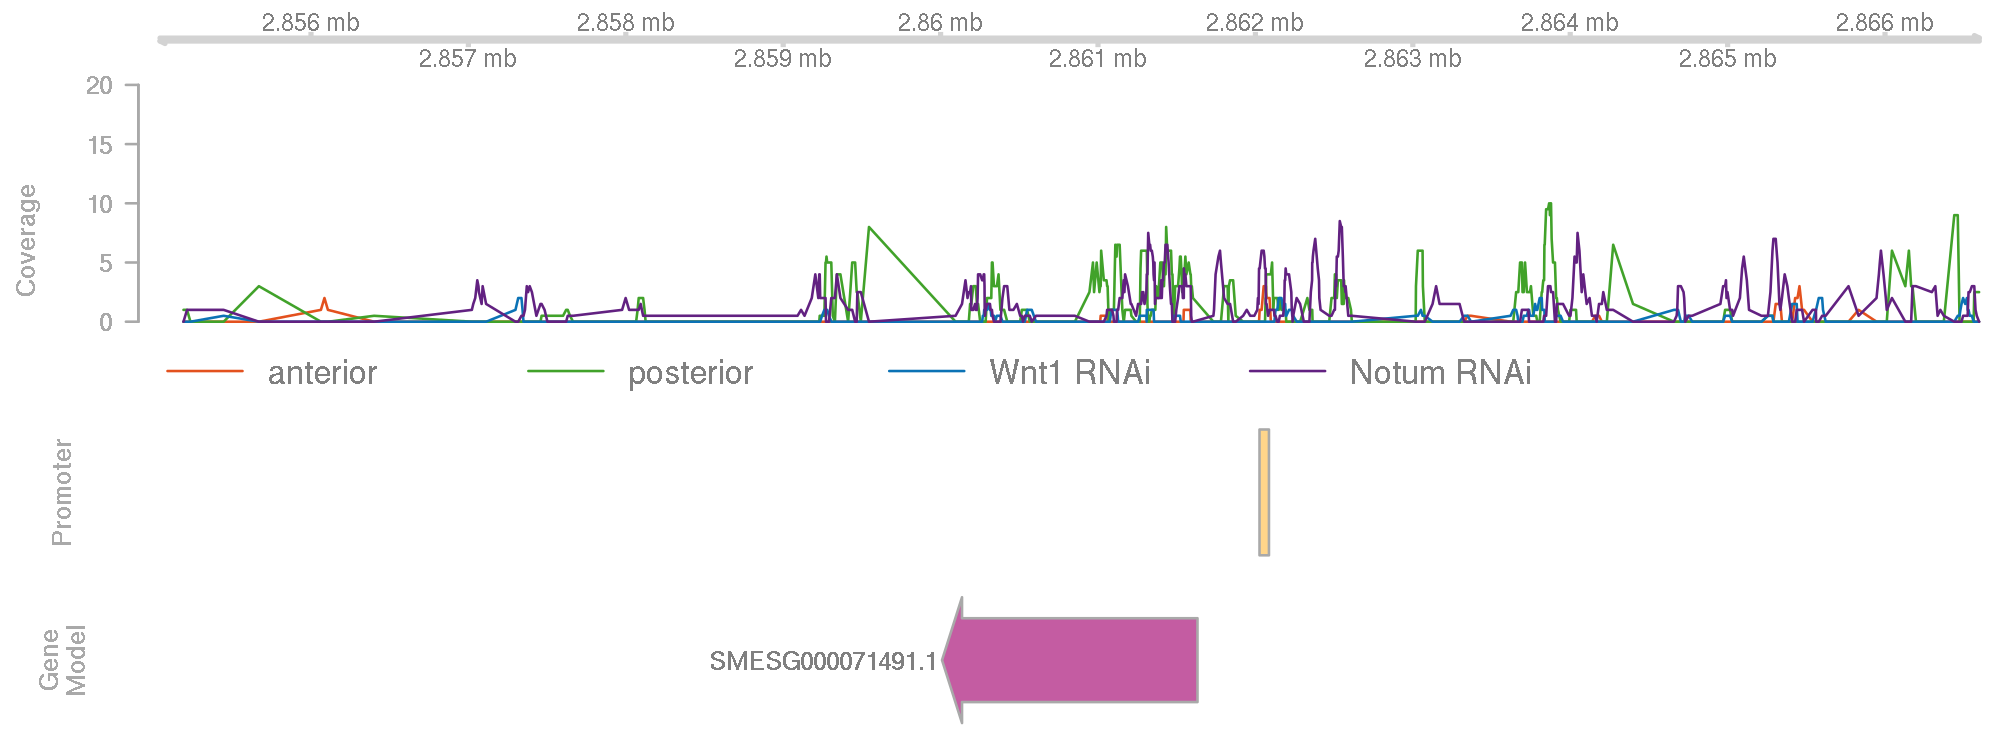 2.856 mb 2.858 mb 2.86 mb 2.862 mb 2.864 mb 2.866 mb
2.857 mb 2.859 mb 2.861 mb 2.863 mb 2.865 mb
20
15
10
5
0
Coverage
anterior posterior Wnt1 RNAi Notum RNAi
Promoter
SMESG000071491.1
Gene
Model